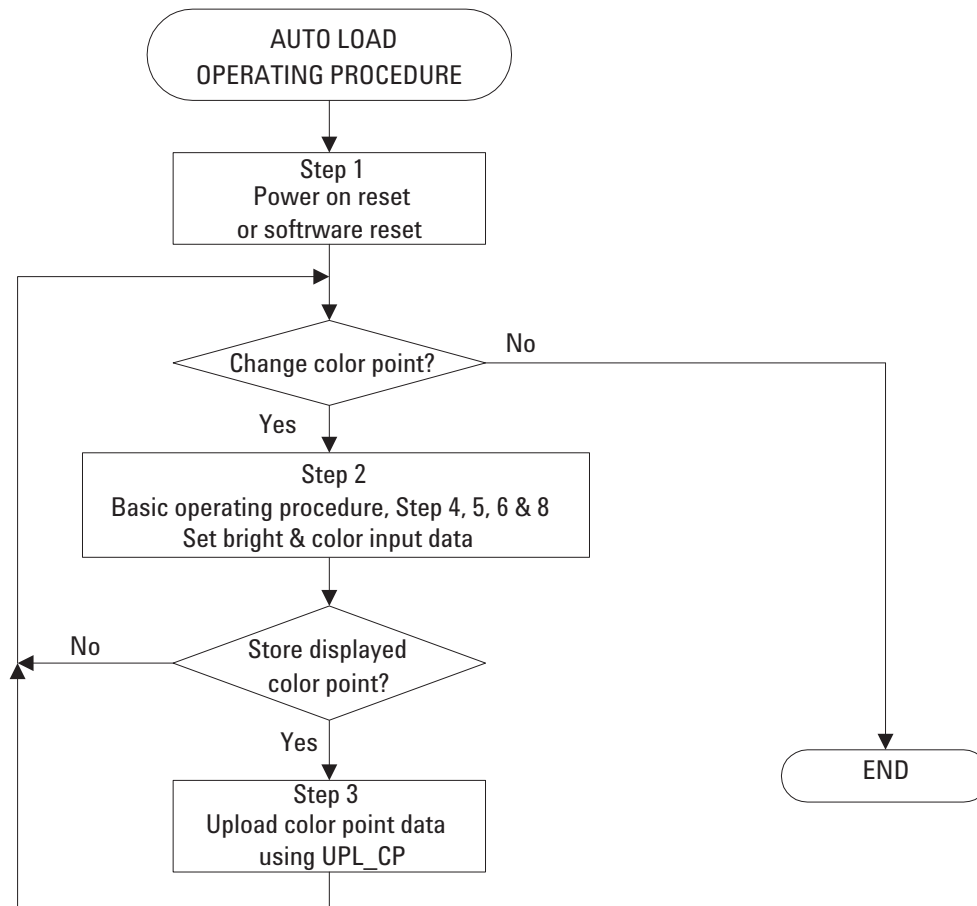 AUTO LOAD
OPERATING PROCEDURE
Step 1
Power on reset
or softrware reset
Change color point?
No
Yes
Step 2
Basic operating procedure, Step 4, 5, 6 & 8
Set bright & color input data
No
Store displayed
color point?
Yes
Step 3
Upload color point data
using UPL_CP
END